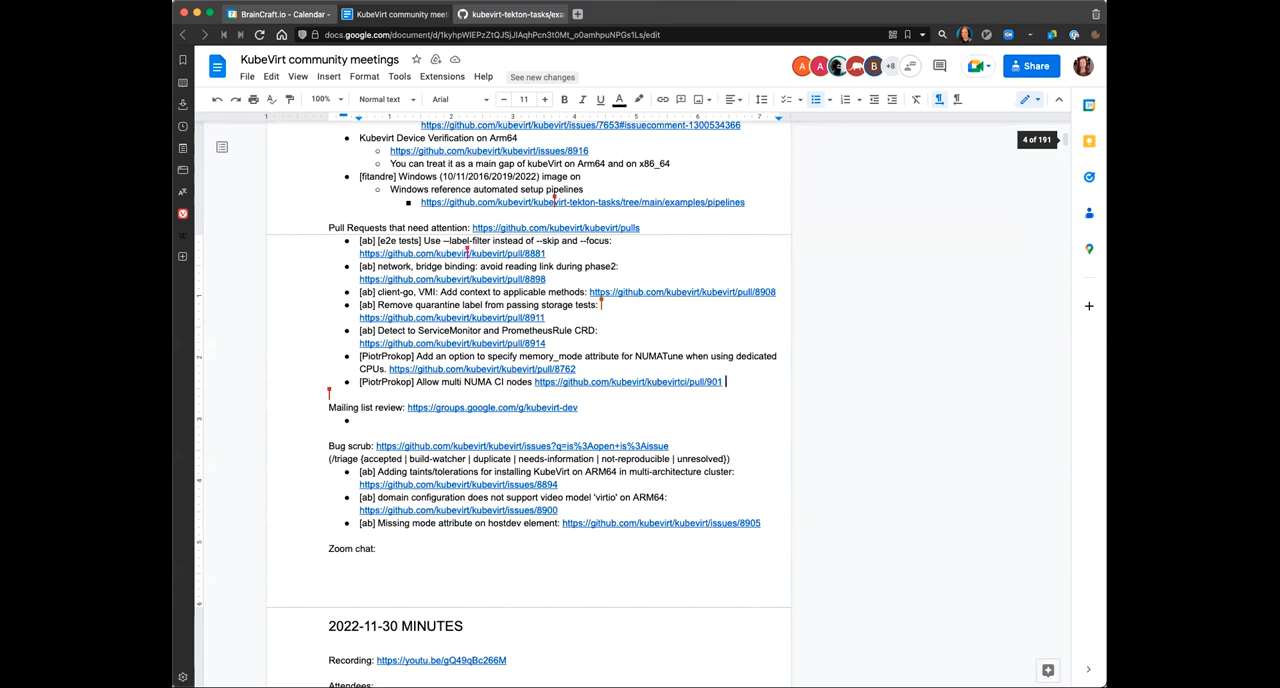 BrainCraft.io - Calendar -
KubeVirt community meet
kubevirt-tekton-tasks/exa
docs.google.com/document/d/1kyhpWlEPzZtQJSjJlAqhPcn3t0Mt_o0amhpuNPGs1Ls/edit
KubeVirt community meetings
File Edit View Insert Format Tools Extensions Help See new changes
A A B +8 Share
100% Normal text Arial 11
1 1 2 3 4 5 6 7
https://github.com/kubevirt/kubevirt/issues/7653#issuecomment-1300534366
4 of 191
● Kubevirt Device Verification on Arm64
○ https://github.com/kubevirt/kubevirt/issues/8916
○ You can treat it as a main gap of kubeVirt on Arm64 and on x86_64
● [fitandre] Windows (10/11/2016/2019/2022) image on
○ Windows reference automated setup pipelines
■ https://github.com/kubevirt/kubevirt-tekton-tasks/tree/main/examples/pipelines
Pull Requests that need attention: https://github.com/kubevirt/kubevirt/pulls
● [ab] [e2e tests] Use --label-filter instead of --skip and --focus:
https://github.com/kubevirt/kubevirt/pull/8881
● [ab] network, bridge binding: avoid reading link during phase2:
https://github.com/kubevirt/kubevirt/pull/8898
● [ab] client-go, VMI: Add context to applicable methods: https://github.com/kubevirt/kubevirt/pull/8908
● [ab] Remove quarantine label from passing storage tests:
https://github.com/kubevirt/kubevirt/pull/8911
● [ab] Detect to ServiceMonitor and PrometheusRule CRD:
https://github.com/kubevirt/kubevirt/pull/8914
● [PiotrProkop] Add an option to specify memory_mode attribute for NUMATune when using dedicated
CPUs. https://github.com/kubevirt/kubevirt/pull/8762
● [PiotrProkop] Allow multi NUMA CI nodes https://github.com/kubevirt/kubevirtci/pull/901
Mailing list review: https://groups.google.com/g/kubevirt-dev
●
Bug scrub: https://github.com/kubevirt/kubevirt/issues?q=is%3Aopen+is%3Aissue
(/triage {accepted | build-watcher | duplicate | needs-information | not-reproducible | unresolved})
● [ab] Adding taints/tolerations for installing KubeVirt on ARM64 in multi-architecture cluster:
https://github.com/kubevirt/kubevirt/issues/8894
● [ab] domain configuration does not support video model 'virtio' on ARM64:
https://github.com/kubevirt/kubevirt/issues/8900
● [ab] Missing mode attribute on hostdev element: https://github.com/kubevirt/kubevirt/issues/8905
Zoom chat:
2022-11-30 MINUTES
Recording: https://youtu.be/gQ49qBc266M
Attendees: